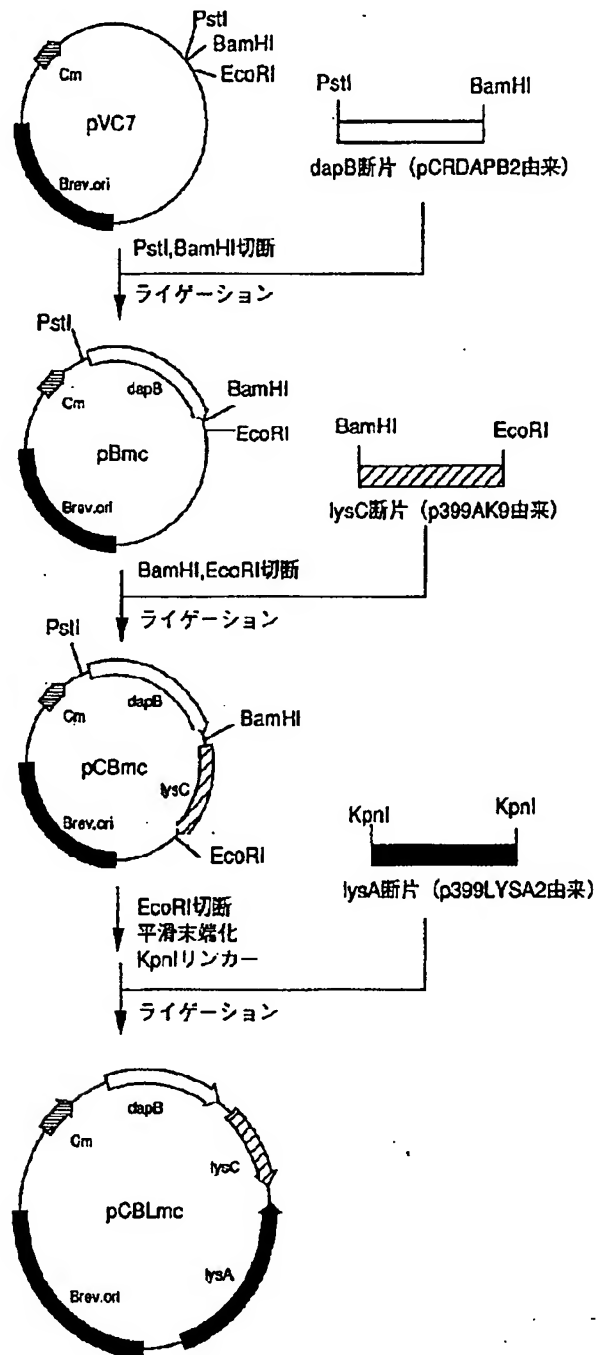 PstI
BamHI
EcoRI
Cm
pVC7
Brev.ori
PstI
BamHI
dapB断片（pCRDAPB2由来）
PstI,BamHI切断
ライゲーション
PstI
dapB
Cm
BamHI
EcoRI
pBmc
Brev.ori
BamHI
EcoRI
lysC断片（p399AK9由来）
BamHI,EcoRI切断
ライゲーション
PstI
dapB
Cm
BamHI
pCBmc
lysC
Brev.ori
EcoRI
KpnI
KpnI
lysA断片（p399LYSA2由来）
EcoRI切断
平滑末端化
KpnIリンカー
ライゲーション
dapB
Cm
lysC
pCBLmc
lysA
Brev.ori